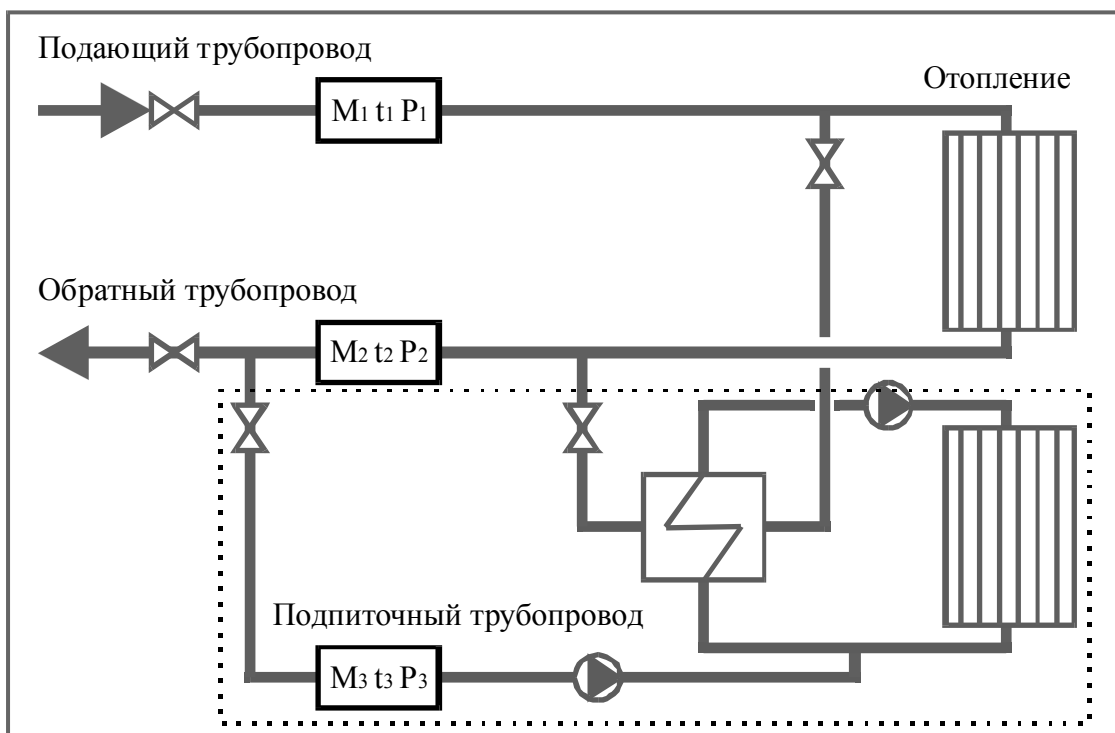 Подающий трубопровод
Отопление
M₁ t₁ P₁
Обратный трубопровод
M₂ t₂ P₂
Подпиточный трубопровод
M₃ t₃ P₃